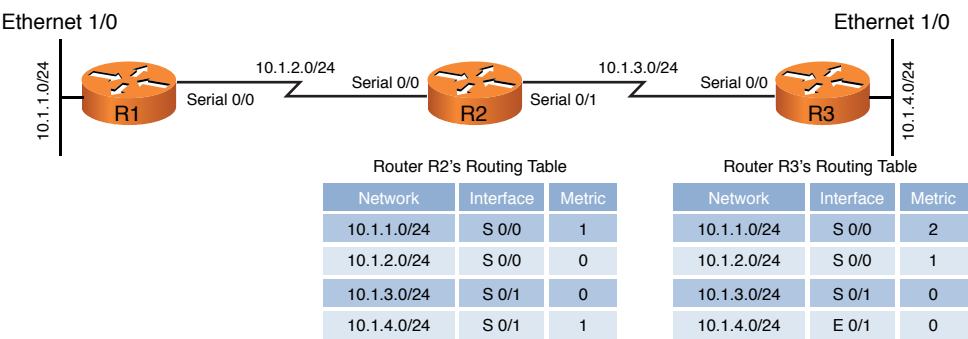 Ethernet 1/0
Ethernet 1/0
10.1.1.0/24
10.1.2.0/24
10.1.3.0/24
10.1.4.0/24
Serial 0/0
Serial 0/0
Serial 0/1
Serial 0/0
R1
R2
R3
Router R2's Routing Table
Network Interface Metric
10.1.1.0/24 S 0/0 1
10.1.2.0/24 S 0/0 0
10.1.3.0/24 S 0/1 0
10.1.4.0/24 S 0/1 1
Router R3's Routing Table
Network Interface Metric
10.1.1.0/24 S 0/0 2
10.1.2.0/24 S 0/0 1
10.1.3.0/24 S 0/1 0
10.1.4.0/24 E 0/1 0